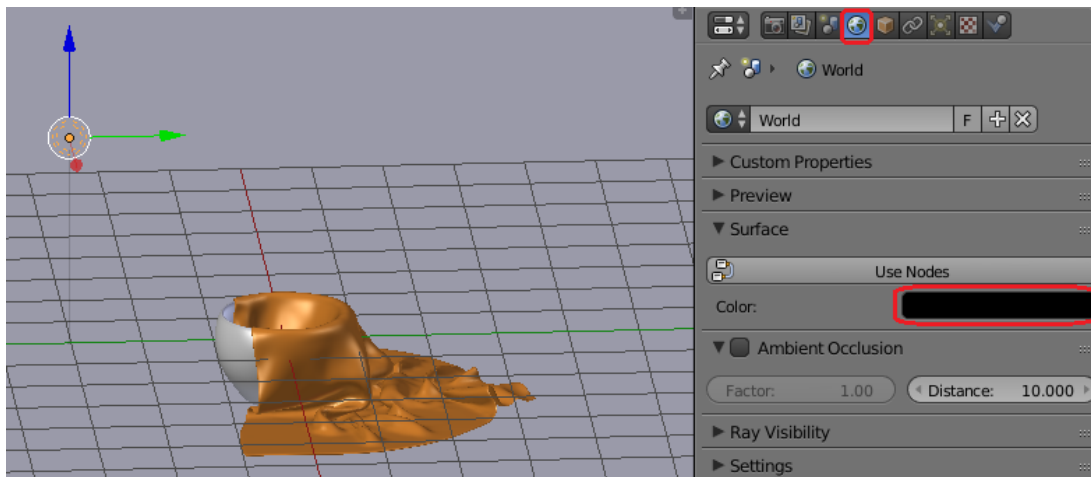 World
World F
Custom Properties
Preview
Surface
Use Nodes
Color:
Ambient Occlusion
Factor: 1.00 Distance: 10.000
Ray Visibility
Settings